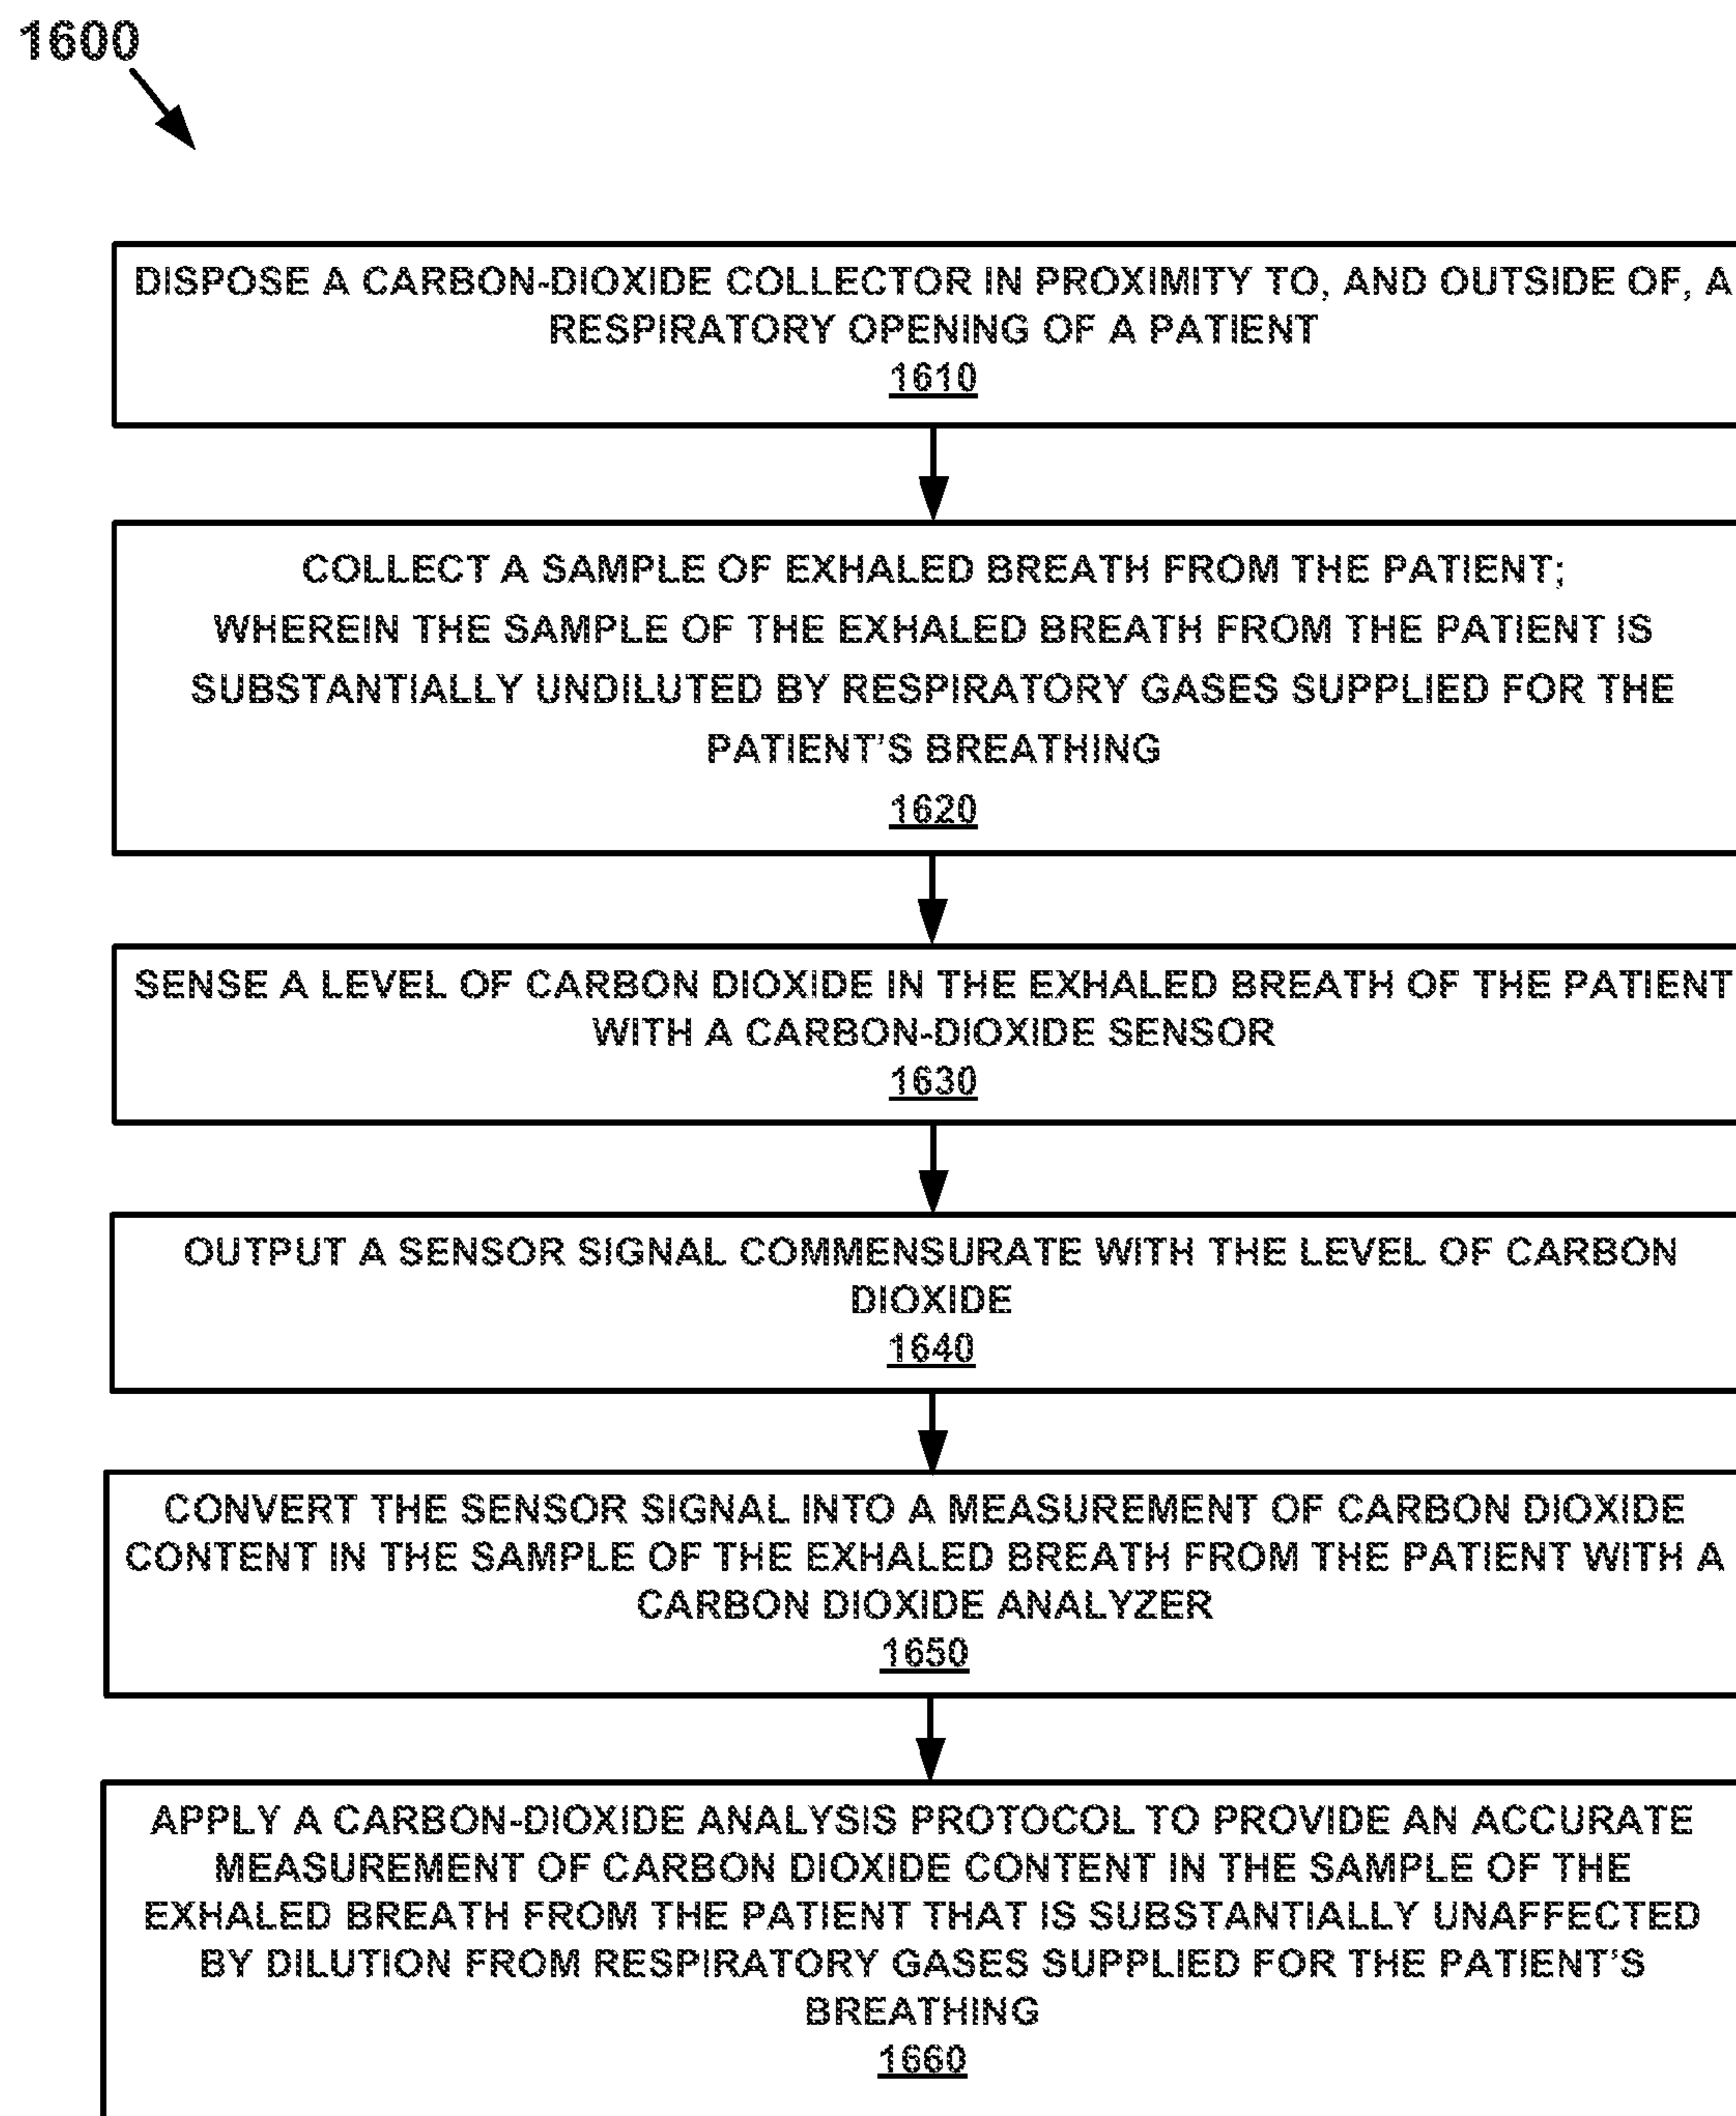 1600
DISPOSE A CARBON-DIOXIDE COLLECTOR IN PROXIMITY TO, AND OUTSIDE OF, A
RESPIRATORY OPENING OF A PATIENT
1610
COLLECT A SAMPLE OF EXHALED BREATH FROM THE PATIENT;
WHEREIN THE SAMPLE OF THE EXHALED BREATH FROM THE PATIENT IS
SUBSTANTIALLY UNDILUTED BY RESPIRATORY GASES SUPPLIED FOR THE
PATIENT'S BREATHING
1620
SENSE A LEVEL OF CARBON DIOXIDE IN THE EXHALED BREATH OF THE PATIENT
WITH A CARBON-DIOXIDE SENSOR
1630
OUTPUT A SENSOR SIGNAL COMMENSURATE WITH THE LEVEL OF CARBON
DIOXIDE
1640
CONVERT THE SENSOR SIGNAL INTO A MEASUREMENT OF CARBON DIOXIDE
CONTENT IN THE SAMPLE OF THE EXHALED BREATH FROM THE PATIENT WITH A
CARBON DIOXIDE ANALYZER
1650
APPLY A CARBON-DIOXIDE ANALYSIS PROTOCOL TO PROVIDE AN ACCURATE
MEASUREMENT OF CARBON DIOXIDE CONTENT IN THE SAMPLE OF THE
EXHALED BREATH FROM THE PATIENT THAT IS SUBSTANTIALLY UNAFFECTED
BY DILUTION FROM RESPIRATORY GASES SUPPLIED FOR THE PATIENT'S
BREATHING
1660